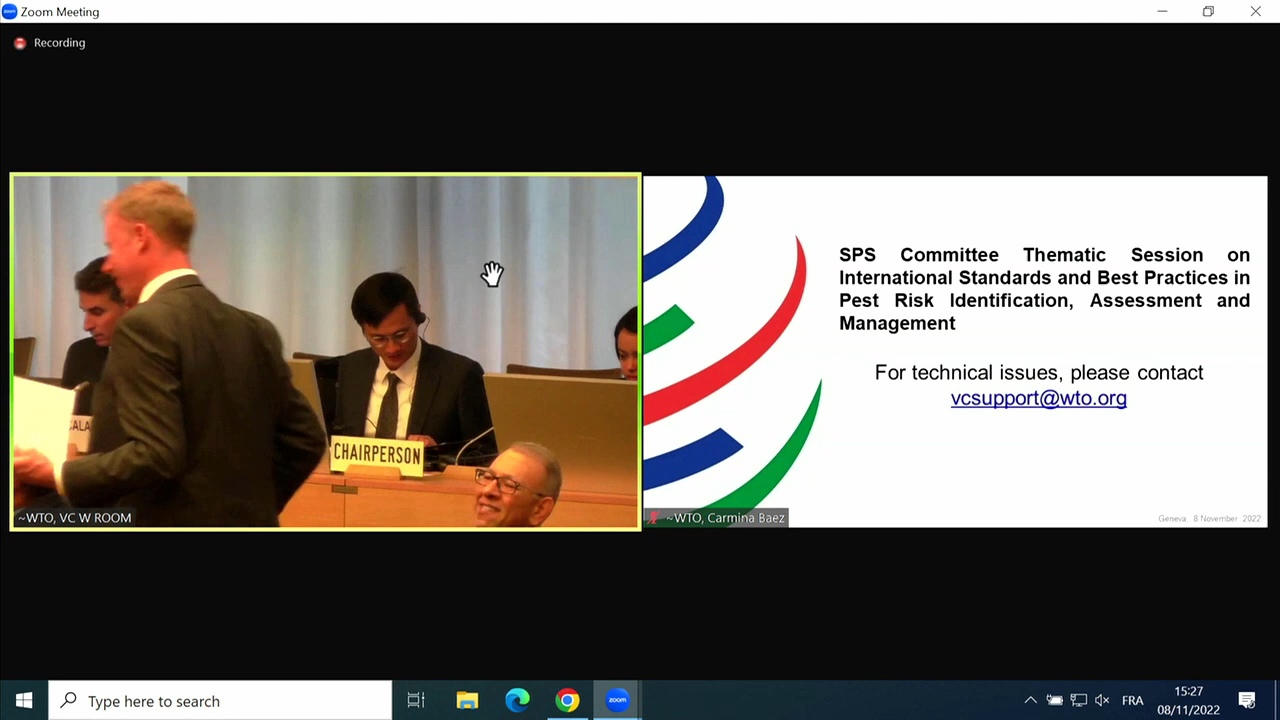 Zoom Meeting
Recording
CHAIRPERSON
~WTO, VC W ROOM
SPS Committee Thematic Session on
International Standards and Best Practices in
Pest Risk Identification, Assessment and
Management
For technical issues, please contact
vcsupport@wto.org
~WTO, Carmina Baez
Geneva, 8 November 2022
Type here to search
zoom
FRA
15:27
08/11/2022